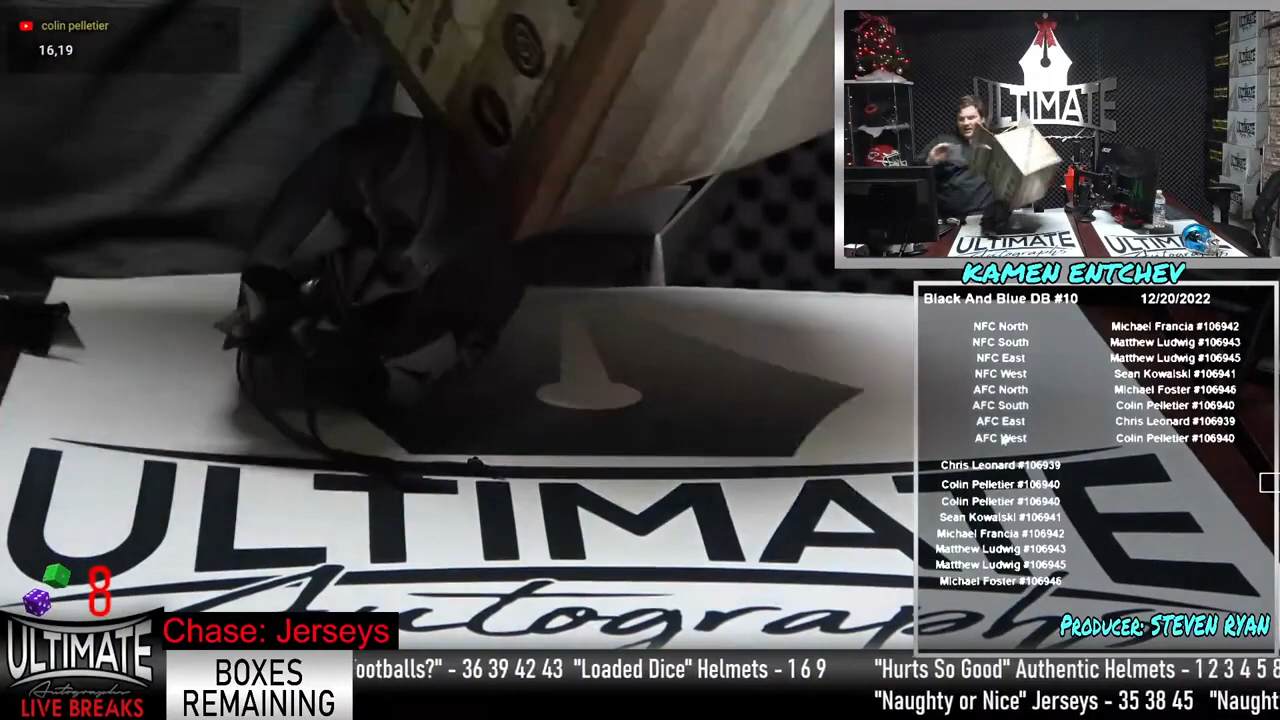 colin pelletier
16,19
ULTIMA
ULTIMATE
Autographs
ULTIMATE
KAMEN ENTCHEV
Black And Blue DB #10 12/20/2022
NFC North Michael Francia #106942
NFC South Matthew Ludwig #106943
NFC East Matthew Ludwig #106945
NFC West Sean Kowalski #106941
AFC North Michael Foster #106946
AFC South Colin Pelletier #106940
AFC East Chris Leonard #106939
AFC West Colin Pelletier #106940
Chris Leonard #106939
Colin Pelletier #106940
Colin Pelletier #106940
Sean Kowalski #106941
Michael Francia #106942
Matthew Ludwig #106943
Matthew Ludwig #106945
Michael Foster #106946
ULTIMATE
Autographs
PRODUCER: STEVEN RYAN
8
ULTIMATE
Autographs
LIVE BREAKS
Chase: Jerseys
BOXES
REMAINING
ootballs?" - 36 39 42 43 "Loaded Dice" Helmets - 1 6 9 "Hurts So Good" Authentic Helmets - 1 2 3 4 5 8
"Naughty or Nice" Jerseys - 35 38 45 "Naught